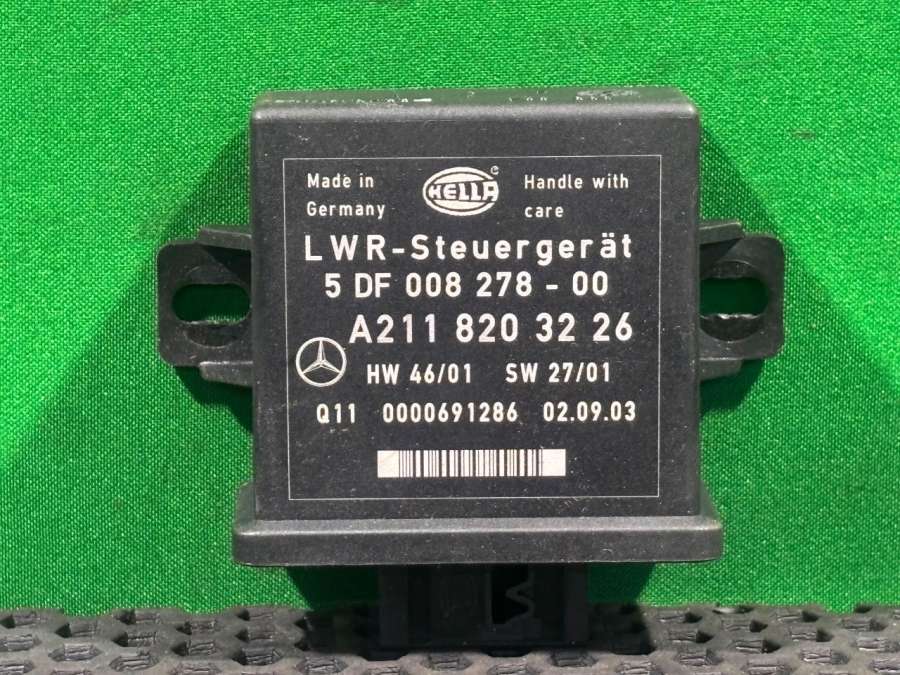 Made in
Germany
HELLA
Handle with
care
LWR-Steuergerät
5 DF 008 278 - 00
A211 820 32 26
HW 46/01 SW 27/01
Q11 0000691286 02.09.03